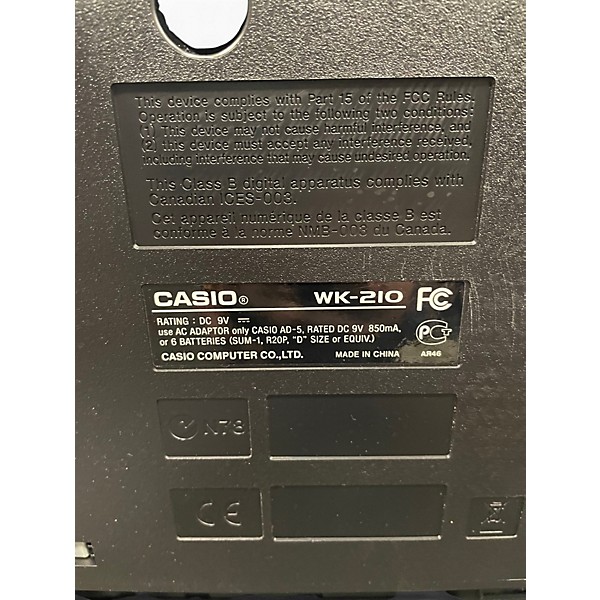 This device complies with Part 15 of the FCC Rules.
Operation is subject to the following two conditions:
(1) This device may not cause harmful interference, and
(2) this device must accept any interference received,
including interference that may cause undesired operation.
This Class B digital apparatus complies with
Canadian ICES-003.
Cet appareil numérique de la classe B est
conforme à la norme NMB-003 du Canada.
CASIO® WK-210 FC
RATING : DC 9V
use AC ADAPTOR only CASIO AD-5, RATED DC 9V 850mA,
or 6 BATTERIES (SUM-1, R20P, "D" SIZE or EQUIV.)
CASIO COMPUTER CO.,LTD. MADE IN CHINA AR46
N78
CE